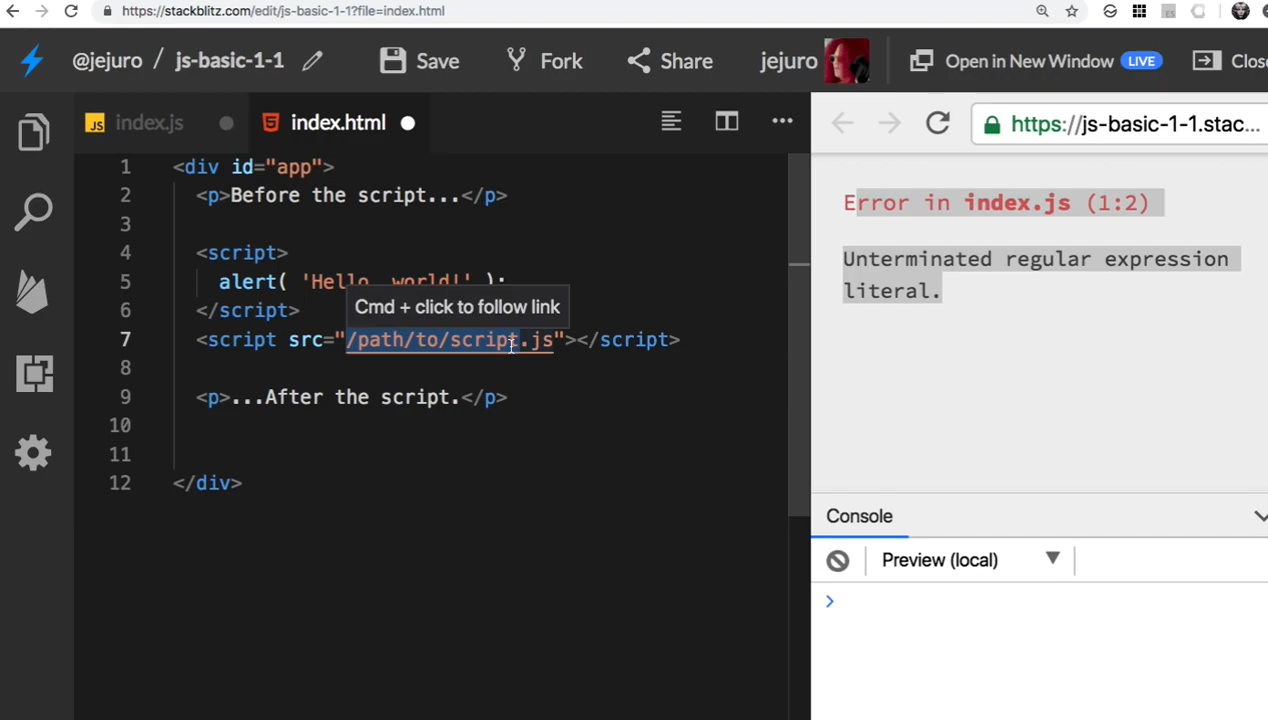 https://stackblitz.com/edit/js-basic-1-1?file=index.html
@jejuro / js-basic-1-1 Save Fork Share jejuro Open in New Window LIVE Close
JS index.js index.html
https://js-basic-1-1.stac...
1 <div id="app">
2 <p>Before the script...</p>
3
4 <script>
5 alert( 'Hello, world!' );
6 </script>
Cmd + click to follow link
7 <script src="/path/to/script.js"></script>
8
9 <p>...After the script.</p>
10
11
12 </div>
Error in index.js (1:2)
Unterminated regular expression
literal.
Console
Preview (local)
>